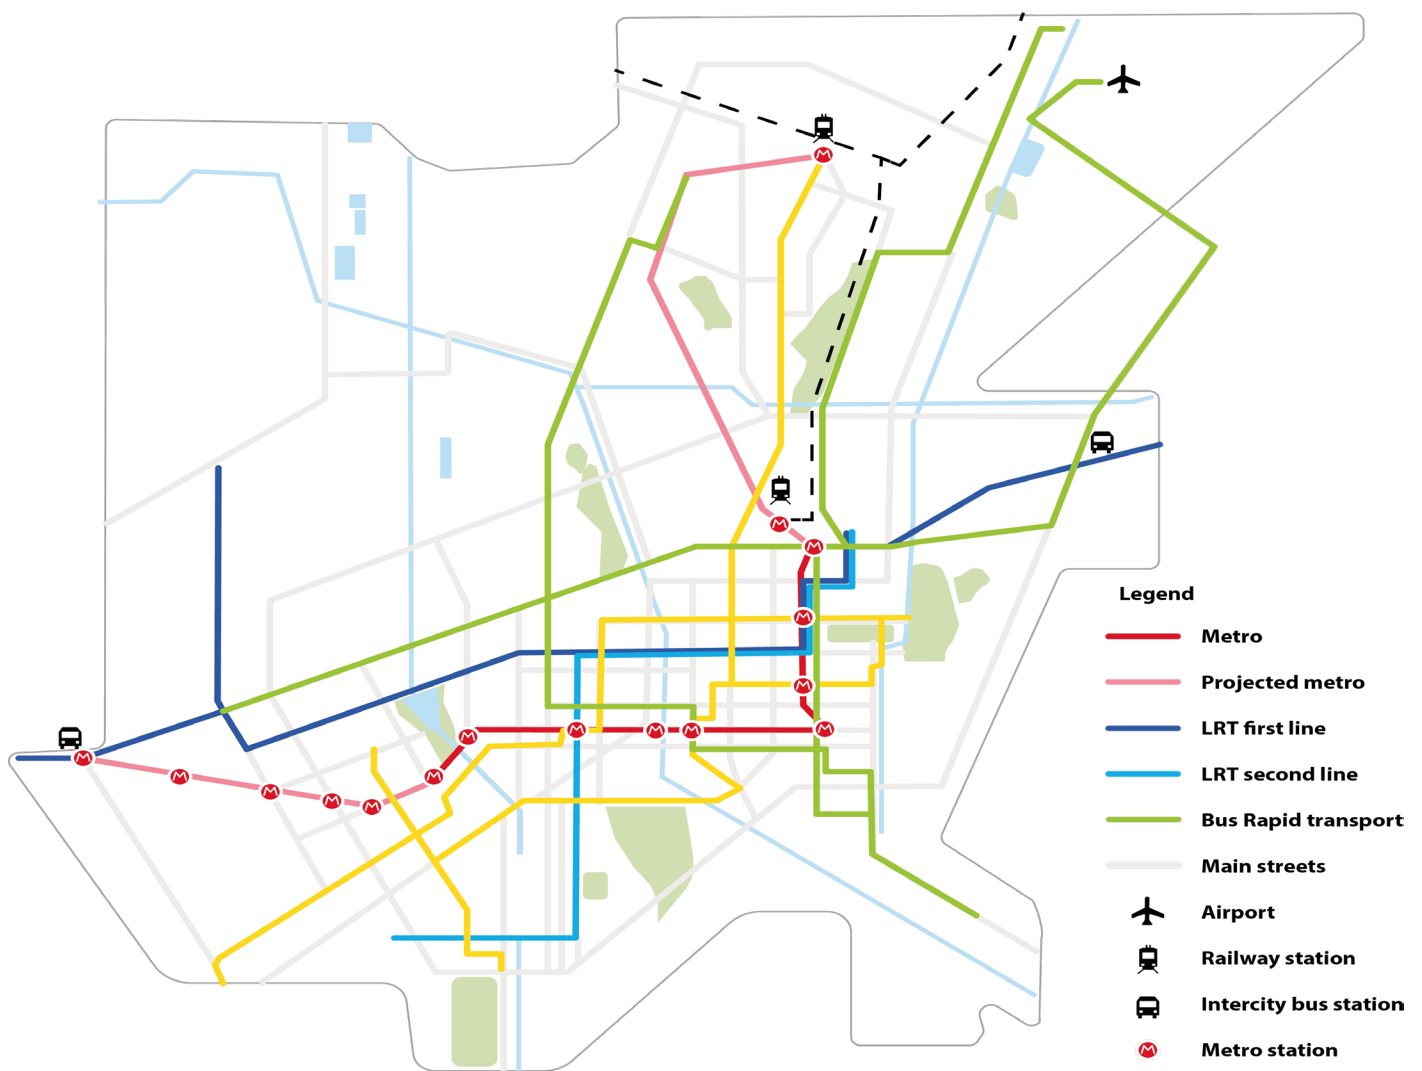 Legend
Metro
Projected metro
LRT first line
LRT second line
Bus Rapid transport
Main streets
Airport
Railway station
Intercity bus station
Metro station